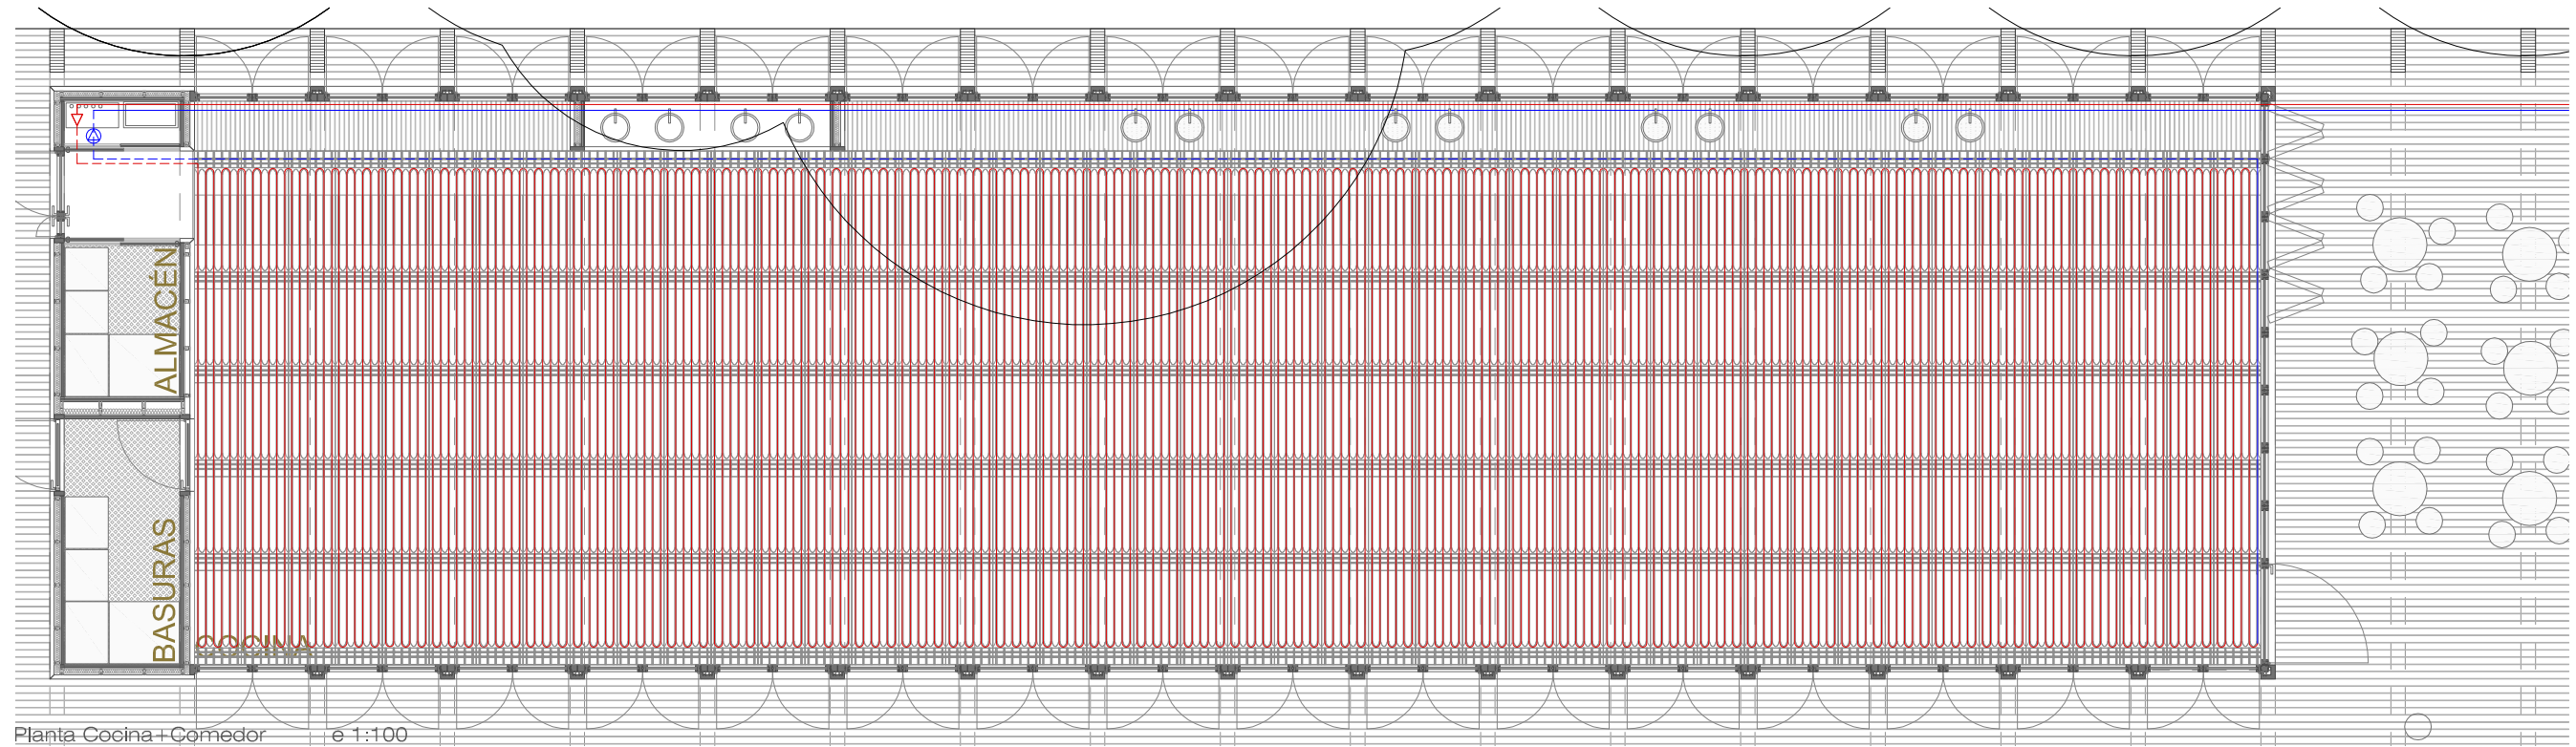 ALMACÉN
BASURAS
COCINA
Planta Cocina+Comedor e 1:100